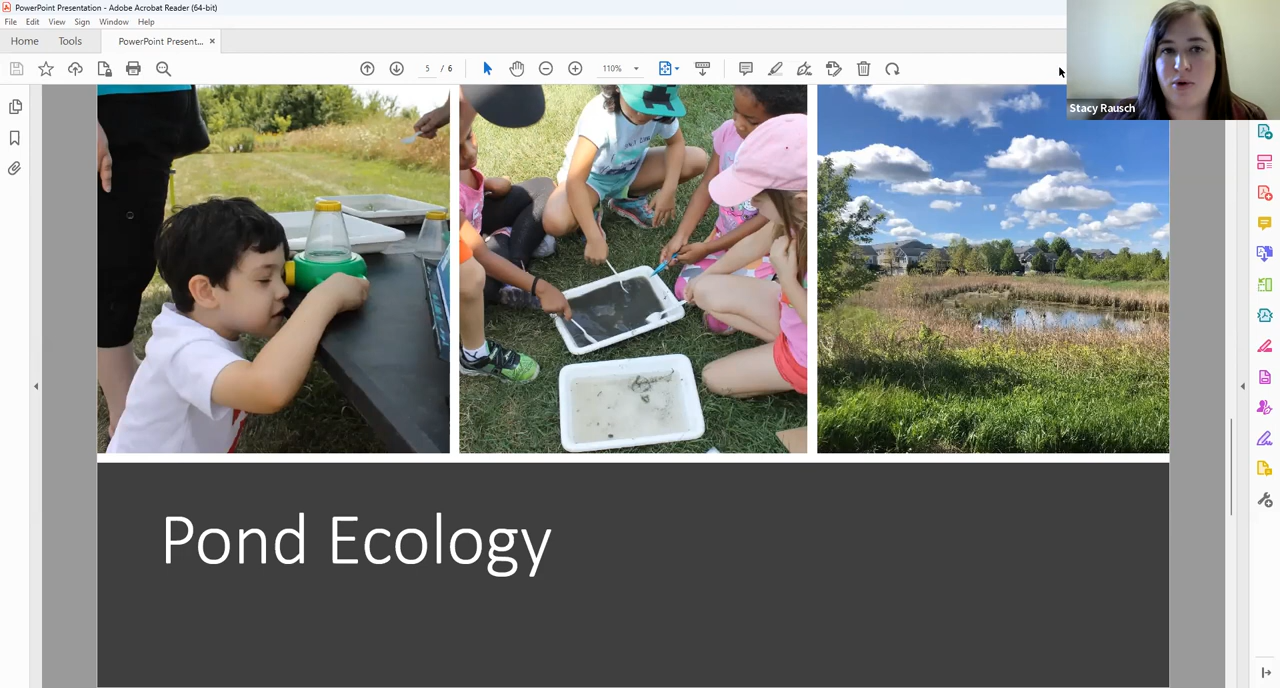 PowerPoint Presentation - Adobe Acrobat Reader (64-bit)
File Edit View Sign Window Help
Home Tools PowerPoint Present... ×
5 / 6 110%
Stacy Rausch
Pond Ecology